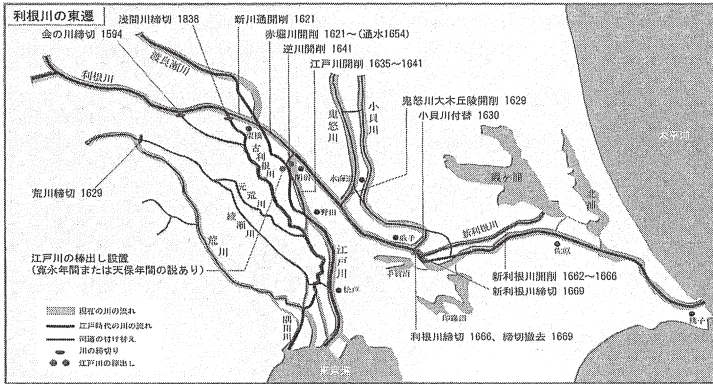 利根川の東遷
浅間川締切 1838
新川通開削 1621
会の川締切 1594
赤堀川開削 1621～(通水1654)
逆川開削 1641
江戸川開削 1635～1641
渡良瀬川
利根川
鬼怒川
小貝川
鬼怒川大木丘陵開削 1629
小貝川付替 1630
太平洋
霞ヶ浦
北浦
栗橋
古利根川
関宿
水海道
元荒川
綾瀬川
荒川
野田
荒川締切 1629
新利根川
佐原
取手
手賀沼
印旛沼
江戸川
松戸
江戸川の棒出し設置
(寛永年間または天保年間の説あり)
新利根川開削 1662～1666
新利根川締切 1669
利根川締切 1666、締切撤去 1669
銚子
隅田川
東京湾
現在の川の流れ
江戸時代の川の流れ
河道の付け替え
川の締切り
江戸川の棒出し